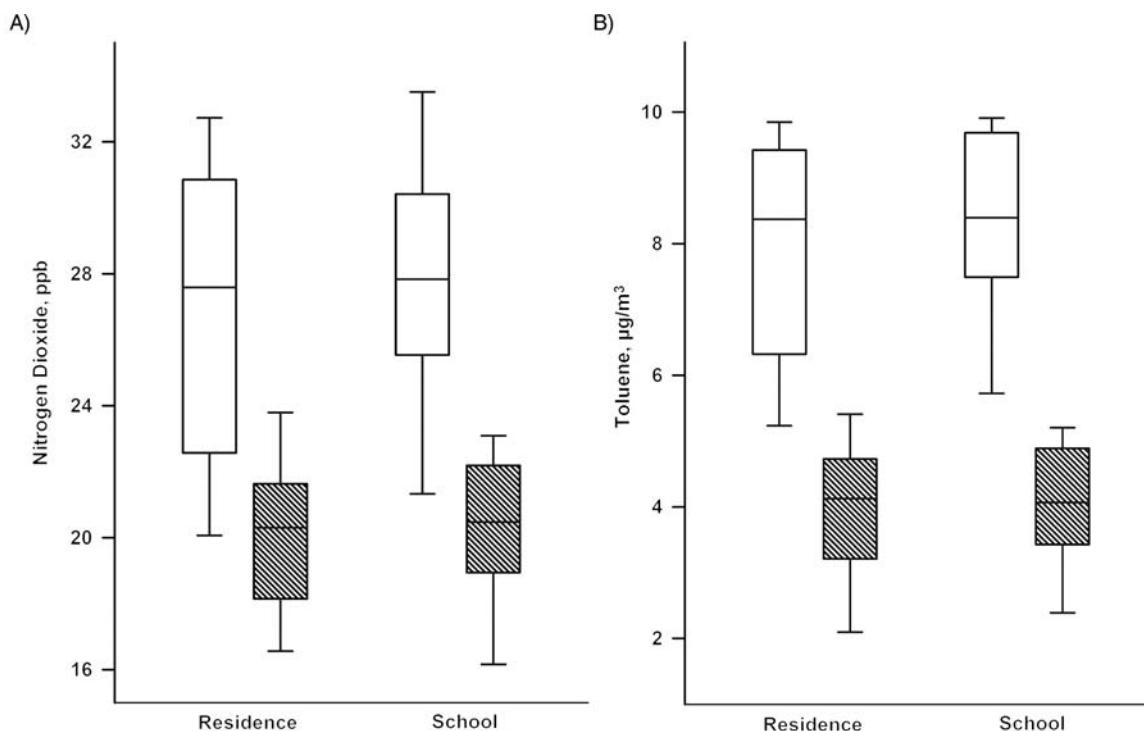 A)
Nitrogen Dioxide, ppb
32
28
24
20
16
Residence School
B)
Toluene, µg/m³
10
8
6
4
2
Residence School